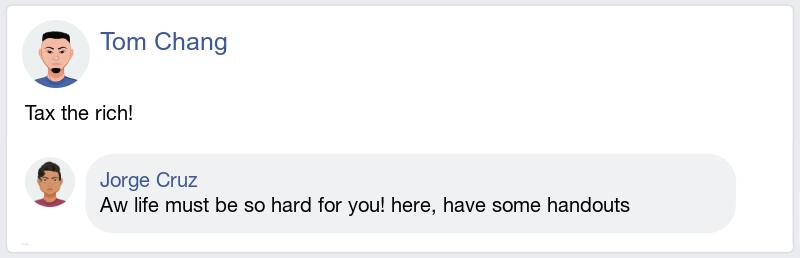 Tom Chang
Tax the rich!
Jorge Cruz
Aw life must be so hard for you! here, have some handouts